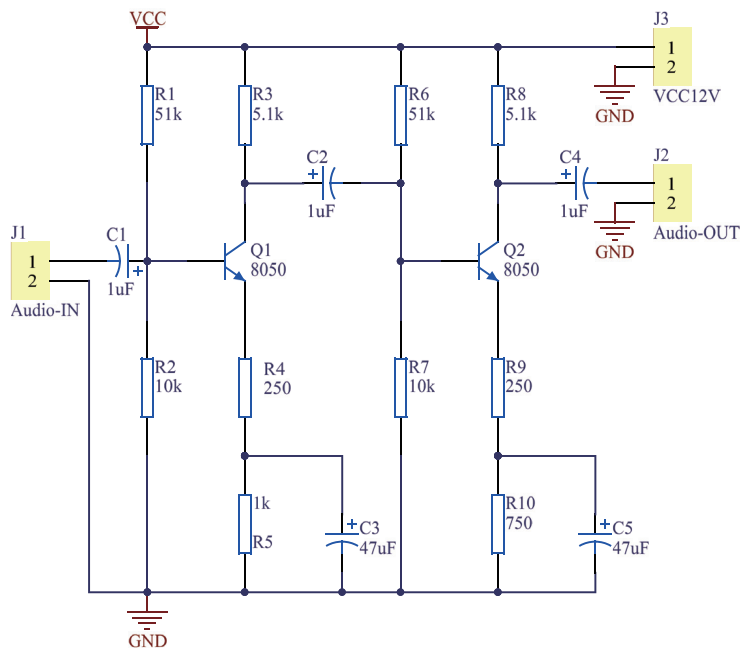 VCC
J3
1
2
VCC12V
GND
R1
51k
R3
5.1k
R6
51k
R8
5.1k
C2
+
1uF
C4
+
1uF
J2
1
2
Audio-OUT
GND
J1
1
2
Audio-IN
C1
+
1uF
Q1
8050
Q2
8050
R2
10k
R4
250
R7
10k
R9
250
1k
R5
+
C3
47uF
R10
750
+
C5
47uF
GND